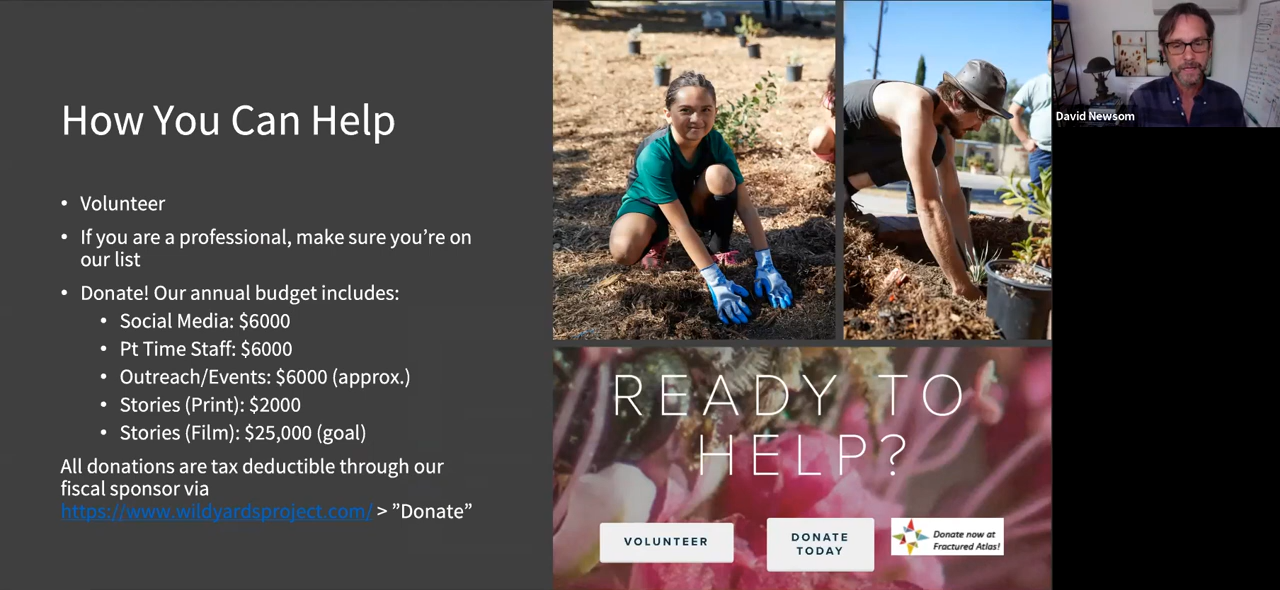 How You Can Help
• Volunteer
• If you are a professional, make sure you’re on
our list
• Donate! Our annual budget includes:
• Social Media: $6000
• Pt Time Staff: $6000
• Outreach/Events: $6000 (approx.)
• Stories (Print): $2000
• Stories (Film): $25,000 (goal)
All donations are tax deductible through our
fiscal sponsor via
https://www.wildyardsproject.com/ > ”Donate”
READY TO
HELP?
VOLUNTEER
DONATE
TODAY
Donate now at
Fractured Atlas!
David Newsom